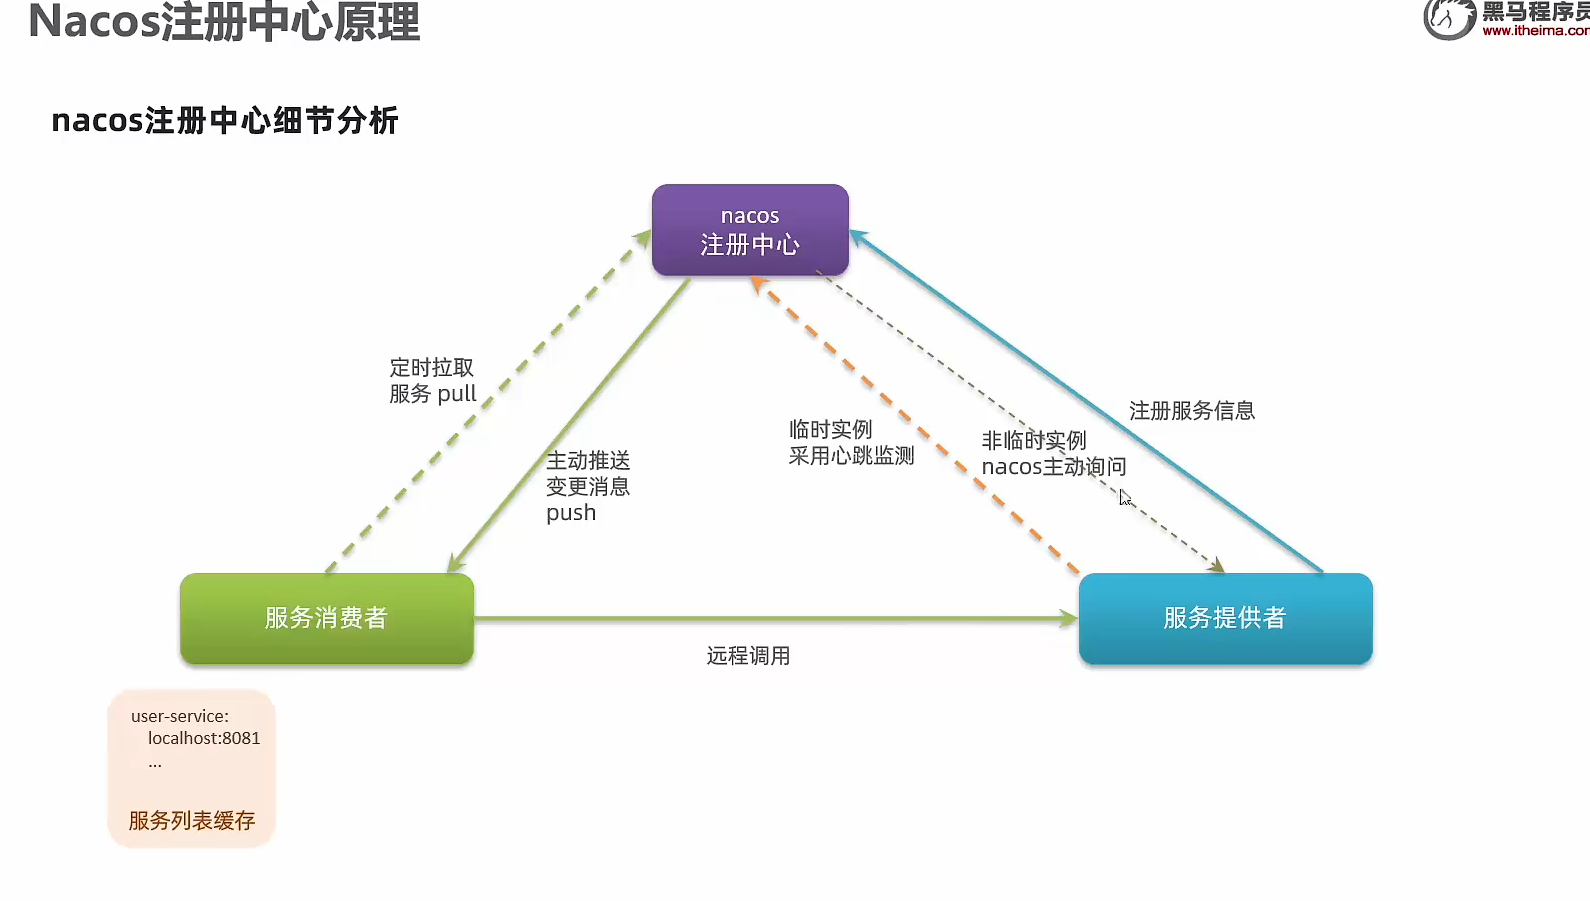 Nacos注册中心原理
黑马程序员
www.itheima.com
nacos注册中心细节分析
nacos
注册中心
定时拉取
服务 pull
主动推送
变更消息
push
临时实例
采用心跳监测
非临时实例
nacos主动询问
注册服务信息
服务消费者
远程调用
服务提供者
user-service:
localhost:8081
...
服务列表缓存